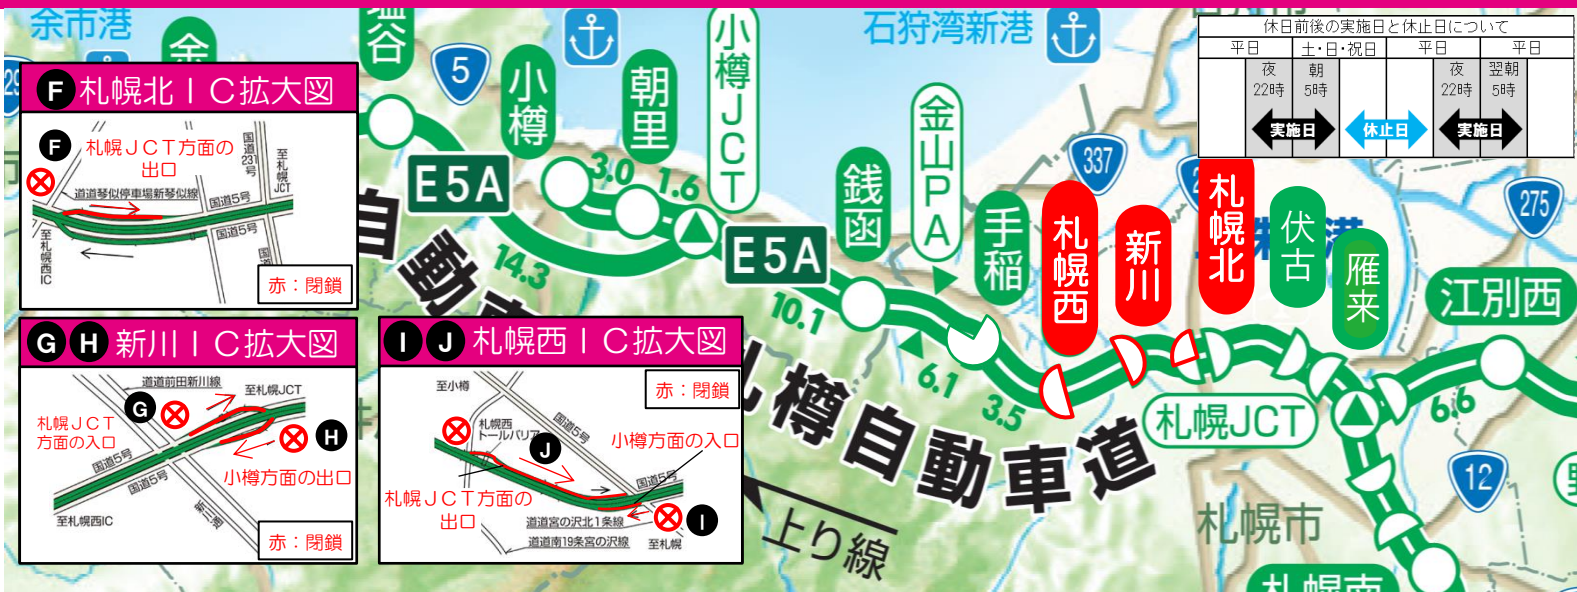 余市港
余
塩谷
5
小樽
朝里
小樽JCT
石狩湾新港
金山PA
銭函
手稲
337
札幌西
新川
札幌北
伏古
雁来
275
江別西
E5A
3.0
1.6
14.3
E5A
10.1
6.1
3.5
6.6
札幌JCT
札樽自動車道
自動車
上り線
12
札幌市
札幌南
休日前後の実施日と休止日について
平日
土・日・祝日
平日
平日
夜
22時
朝
5時
夜
22時
翌朝
5時
実施日
休止日
実施日
F 札幌北IC拡大図
F
札幌JCT方面の
出口
国道231号
至札幌JCT
道道琴似停車場新琴似線
国道5号
国道5号
至札幌西IC
赤：閉鎖
G H 新川IC拡大図
道道前田新川線
至札幌JCT
G
札幌JCT
方面の入口
H
国道5号
国道5号
小樽方面の出口
至札幌西IC
新川通
赤：閉鎖
I J 札幌西IC拡大図
至小樽
赤：閉鎖
国道5号
札幌西
トールバリア
J
小樽方面の入口
国道5号
札幌JCT方面の
出口
道道宮の沢北1条線
I
道道南19条宮の沢線
至札幌